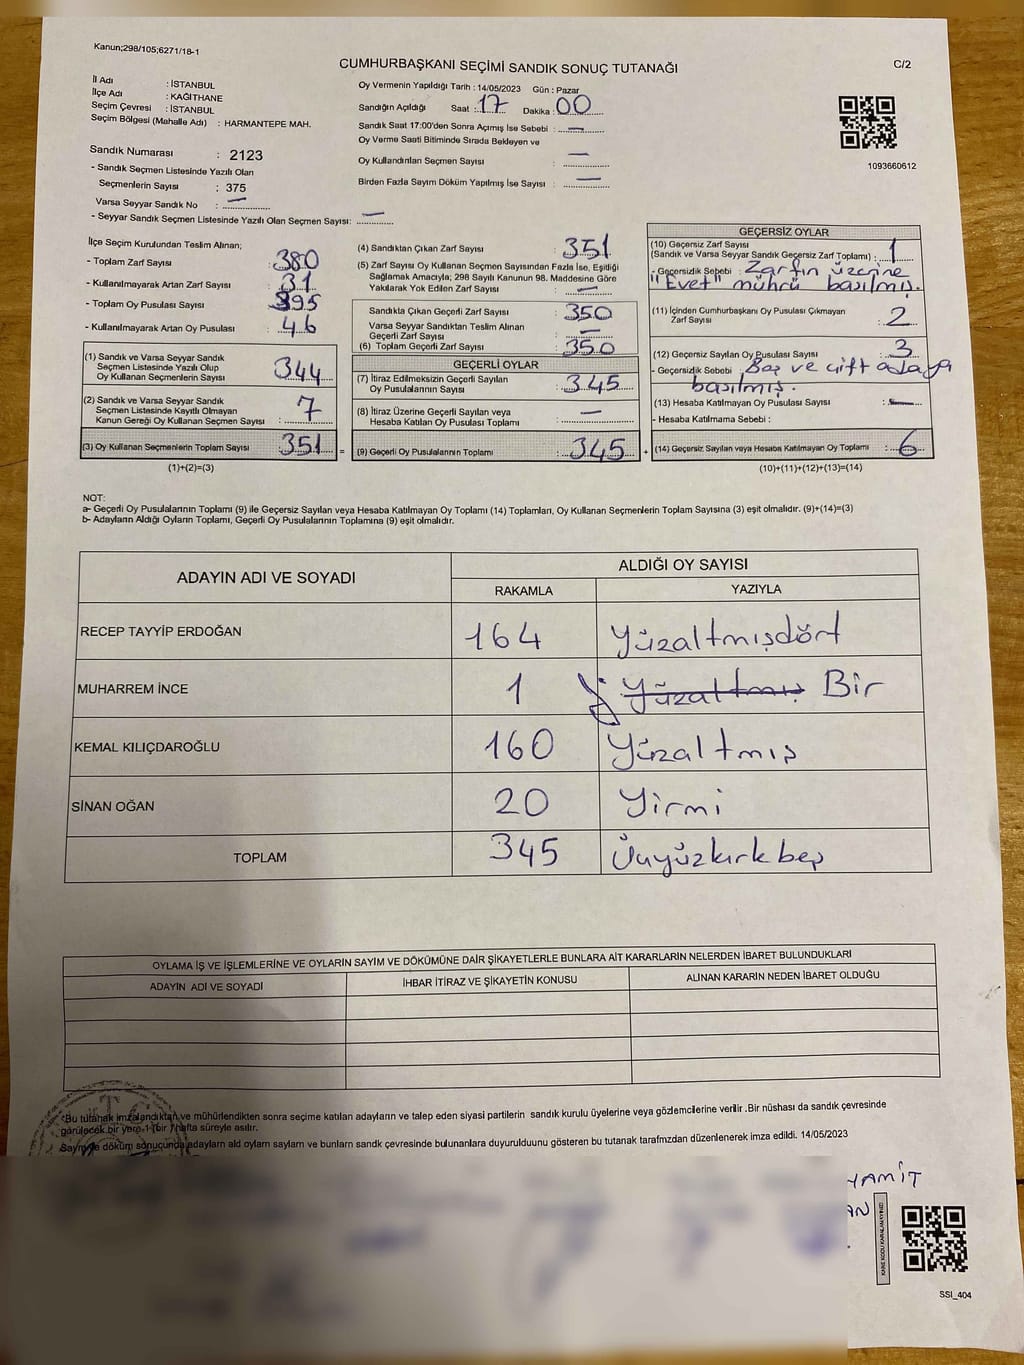 Kanun;298/105;6271/18-1
CUMHURBAŞKANI SEÇİMİ SANDIK SONUÇ TUTANAĞI
C/2
İl Adı : İSTANBUL
İlçe Adı : KAĞITHANE
Seçim Çevresi : İSTANBUL
Seçim Bölgesi (Mahalle Adı) : HARMANTEPE MAH.
Sandık Numarası : 2123
- Sandık Seçmen Listesinde Yazılı Olan
Seçmenlerin Sayısı : 375
Varsa Seyyar Sandık No : —
- Seyyar Sandık Seçmen Listesinde Yazılı Olan Seçmen Sayısı: —
Oy Vermenin Yapıldığı Tarih : 14/05/2023 Gün : Pazar
Sandığın Açıldığı Saat : 17 Dakika : 00
Sandık Saat 17:00'den Sonra Açımış İse Sebebi : —
Oy Verme Saati Bitiminde Sırada Bekleyen ve
Oy Kullandırılan Seçmen Sayısı : —
Birden Fazla Sayım Döküm Yapılmış İse Sayısı : —
1093660612
İlçe Seçim Kurulundan Teslim Alınan;
- Toplam Zarf Sayısı : 380
- Kullanılmayarak Artan Zarf Sayısı : 31
- Toplam Oy Pusulası Sayısı : 395
- Kullanılmayarak Artan Oy Pusulası : 46
(1) Sandık ve Varsa Seyyar Sandık
Seçmen Listesinde Yazılı Olup
Oy Kullanan Seçmenlerin Sayısı : 344
(2) Sandık ve Varsa Seyyar Sandık
Seçmen Listesinde Kayıtlı Olmayan
Kanun Gereği Oy Kullanan Seçmen Sayısı : 7
(3) Oy Kullanan Seçmenlerin Toplam Sayısı : 351
(1)+(2)=(3)
(4) Sandıktan Çıkan Zarf Sayısı : 351
(5) Zarf Sayısı Oy Kullanan Seçmen Sayısından Fazla İse, Eşitliği
Sağlamak Amacıyla; 298 Sayılı Kanunun 98. Maddesine Göre
Yakılarak Yok Edilen Zarf Sayısı : —
Sandıkla Çıkan Geçerli Zarf Sayısı : 350
Varsa Seyyar Sandıktan Teslim Alınan
Geçerli Zarf Sayısı : —
(6) Toplam Geçerli Zarf Sayısı : 350
GEÇERLİ OYLAR
(7) İtiraz Edilmeksizin Geçerli Sayılan
Oy Pusulalarının Sayısı : 345
(8) İtiraz Üzerine Geçerli Sayılan veya
Hesaba Katılan Oy Pusulası Toplamı : —
(9) Geçerli Oy Pusulalarının Toplamı : 345
GEÇERSİZ OYLAR
(10) Geçersiz Zarf Sayısı
(Sandık ve Varsa Seyyar Sandık Geçersiz Zarf Toplamı) : 1
- Geçersizlik Sebebi : Zarfın üzerine
"Evet" mührü basılmış.
(11) İçinden Cumhurbaşkanı Oy Pusulası Çıkmayan
Zarf Sayısı : 2
(12) Geçersiz Sayılan Oy Pusulası Sayısı : 3
- Geçersizlik Sebebi : Boş ve çift adaya
basılmış.
(13) Hesaba Katılmayan Oy Pusulası Sayısı : —
- Hesaba Katılmama Sebebi :
(14) Geçersiz Sayılan veya Hesaba Katılmayan Oy Toplamı : 6
(10)+(11)+(12)+(13)=(14)
NOT:
a- Geçerli Oy Pusulalarının Toplamı (9) ile Geçersiz Sayılan veya Hesaba Katılmayan Oy Toplamı (14) Toplamları, Oy Kullanan Seçmenlerin Toplam Sayısına (3) eşit olmalıdır. (9)+(14)=(3)
b- Adayların Aldığı Oyların Toplamı, Geçerli Oy Pusulalarının Toplamına (9) eşit olmalıdır.
ADAYIN ADI VE SOYADI
ALDIĞI OY SAYISI
RAKAMLA YAZIYLA
RECEP TAYYİP ERDOĞAN 164 Yüzaltmışdört
MUHARREM İNCE 1 Yüzaltmış Bir
KEMAL KILIÇDAROĞLU 160 Yüzaltmış
SİNAN OĞAN 20 Yirmi
TOPLAM 345 Üçyüzkırkbeş
OYLAMA İŞ VE İŞLEMLERİNE VE OYLARIN SAYIM VE DÖKÜMÜNE DAİR ŞİKAYETLERLE BUNLARA AİT KARARLARIN NELERDEN İBARET BULUNDUKLARI
ADAYIN ADI VE SOYADI İHBAR İTİRAZ VE ŞİKAYETİN KONUSU ALINAN KARARIN NEDEN İBARET OLDUĞU
*Bu tutanak imzalandıktan ve mühürlendikten sonra seçime katılan adayların ve talep eden siyasi partilerin sandık kurulu üyelerine veya gözlemcilerine verilir.Bir nüshası da sandık çevresinde
görülecek bir yere 1 (bir) hafta süreyle asılır.
Sayım ve döküm sonucunda adayların ald oylarn saylarn ve bunlarn sandk çevresinde bulunanlara duyurulduunu gösteren bu tutanak tarafmzdan düzenlenerek imza edildi. 14/05/2023
HAMİT
AN
SSI_404